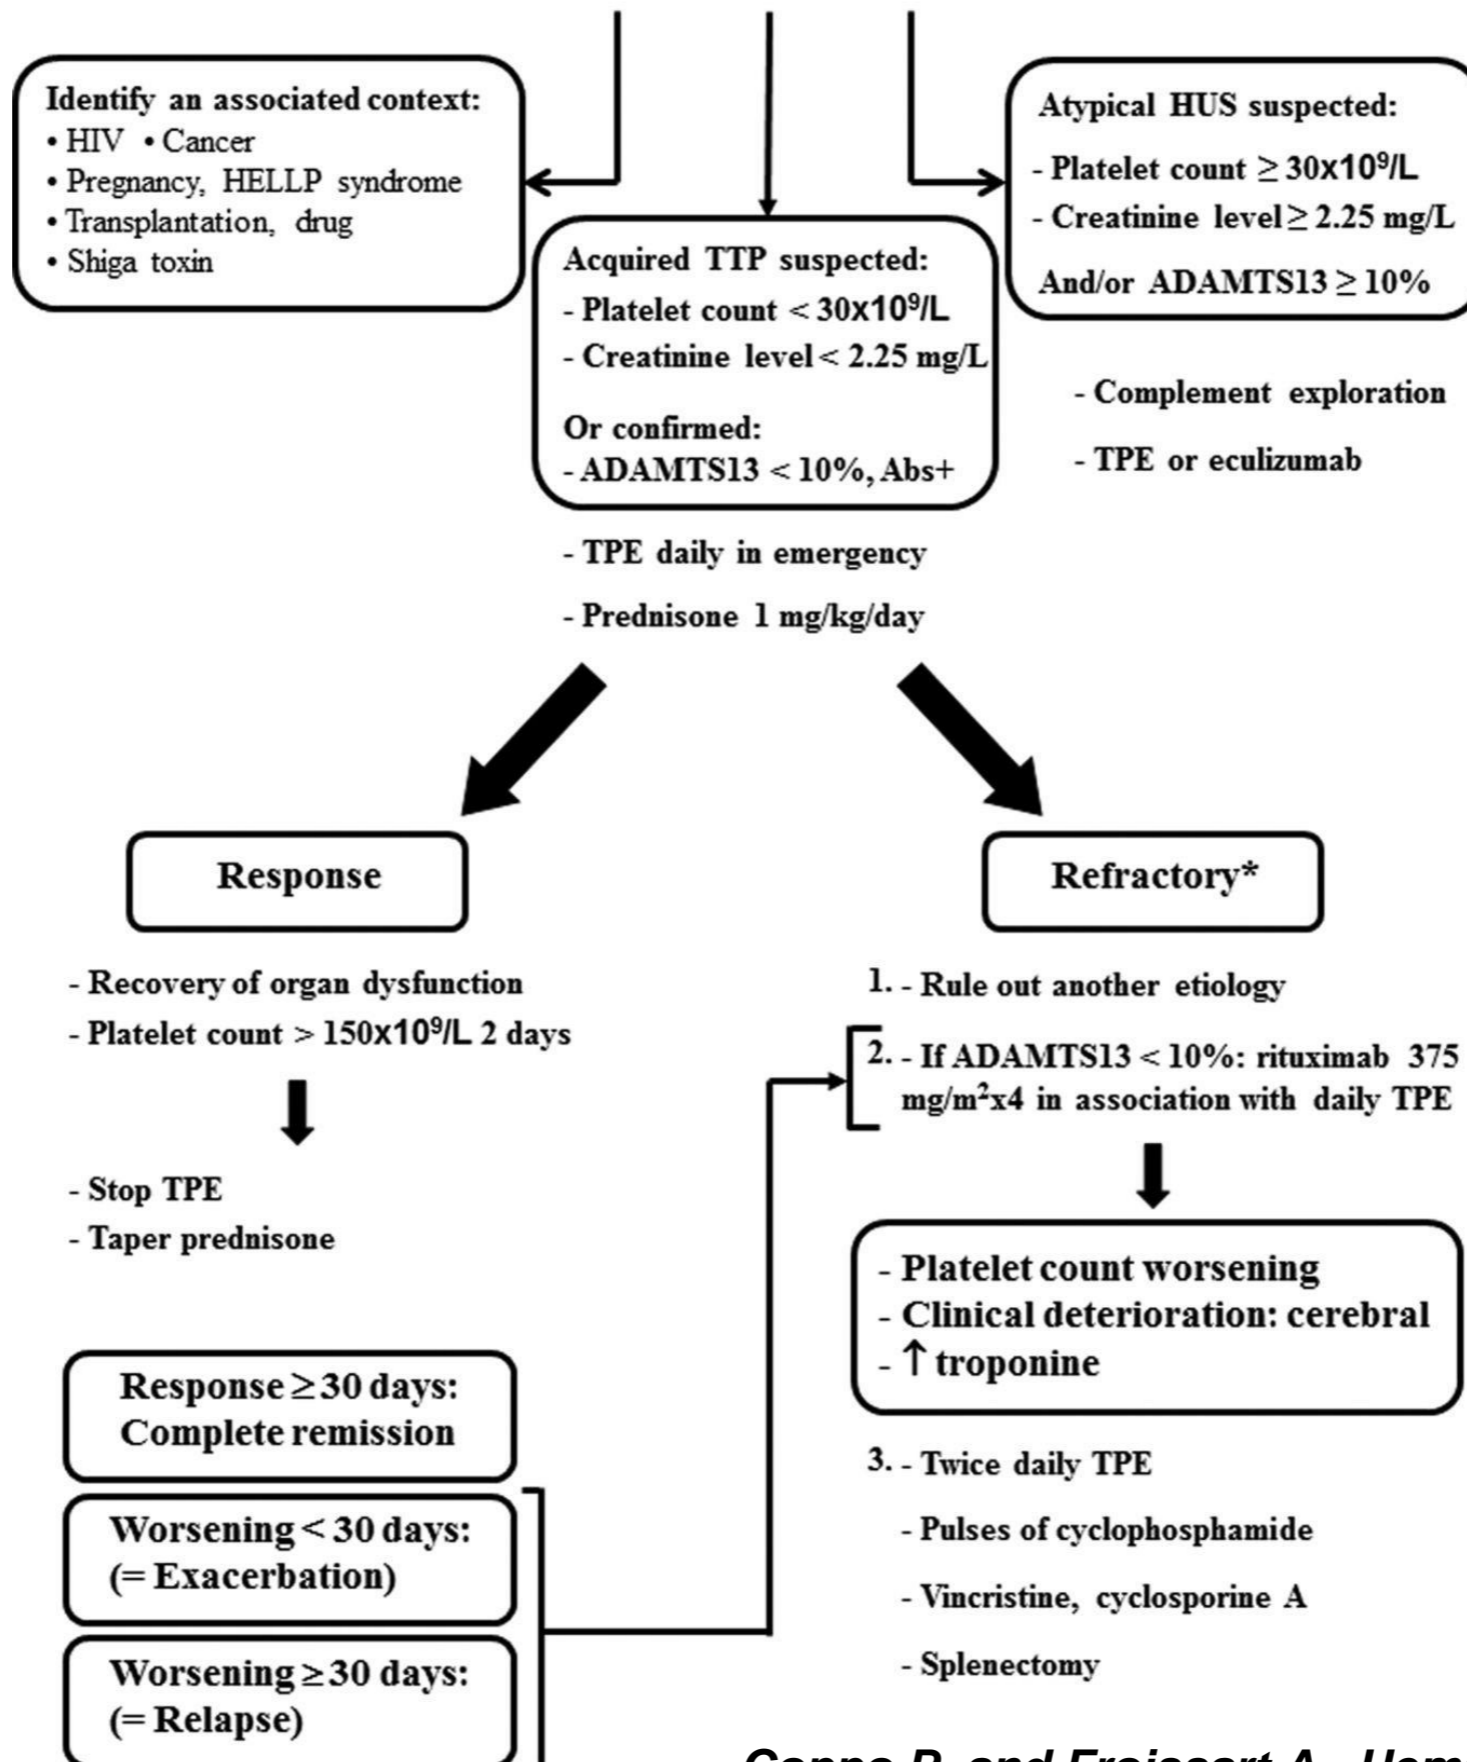 Identify an associated context:
• HIV • Cancer
• Pregnancy, HELLP syndrome
• Transplantation, drug
• Shiga toxin
Acquired TTP suspected:
- Platelet count < 30x10⁹/L
- Creatinine level < 2.25 mg/L
Or confirmed:
- ADAMTS13 < 10%, Abs+
Atypical HUS suspected:
- Platelet count ≥ 30x10⁹/L
- Creatinine level ≥ 2.25 mg/L
And/or ADAMTS13 ≥ 10%
- Complement exploration
- TPE or eculizumab
- TPE daily in emergency
- Prednisone 1 mg/kg/day
Response
- Recovery of organ dysfunction
- Platelet count > 150x10⁹/L 2 days
- Stop TPE
- Taper prednisone
Response ≥ 30 days:
Complete remission
Worsening < 30 days:
(= Exacerbation)
Worsening ≥ 30 days:
(= Relapse)
Refractory*
1. - Rule out another etiology
2. - If ADAMTS13 < 10%: rituximab 375
mg/m²x4 in association with daily TPE
- Platelet count worsening
- Clinical deterioration: cerebral
- ↑ troponine
3. - Twice daily TPE
- Pulses of cyclophosphamide
- Vincristine, cyclosporine A
- Splenectomy